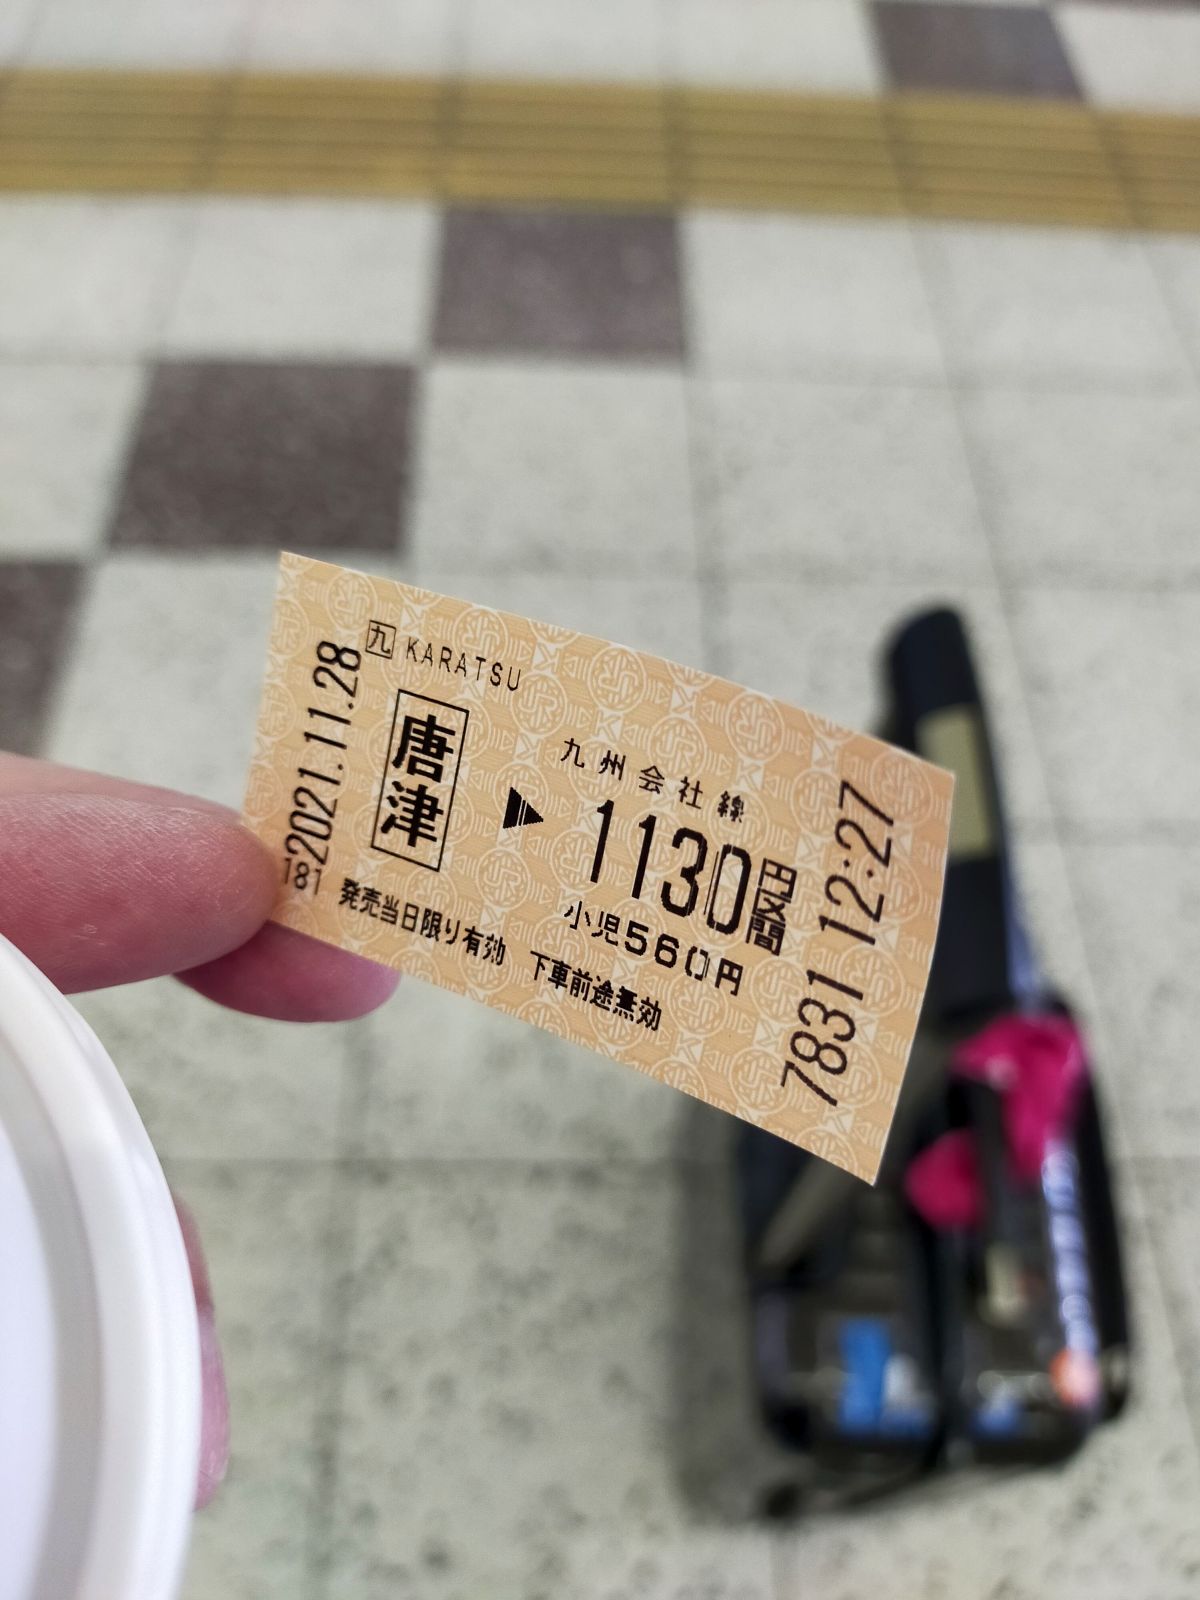 九 KARATSU
唐津
九州会社線
1130円区間
小児560円
発売当日限り有効 下車前途無効
2021.11.28
181
7831 12:27